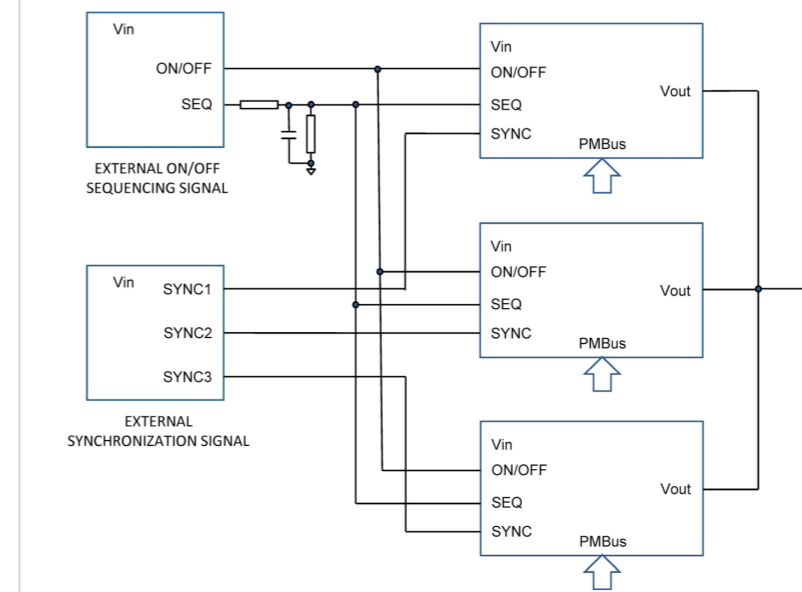 Vin
ON/OFF
SEQ
EXTERNAL ON/OFF
SEQUENCING SIGNAL
Vin
ON/OFF
SEQ
SYNC
Vout
PMBus
Vin
SYNC1
SYNC2
SYNC3
EXTERNAL
SYNCHRONIZATION SIGNAL
Vin
ON/OFF
SEQ
SYNC
Vout
PMBus
Vin
ON/OFF
SEQ
SYNC
Vout
PMBus